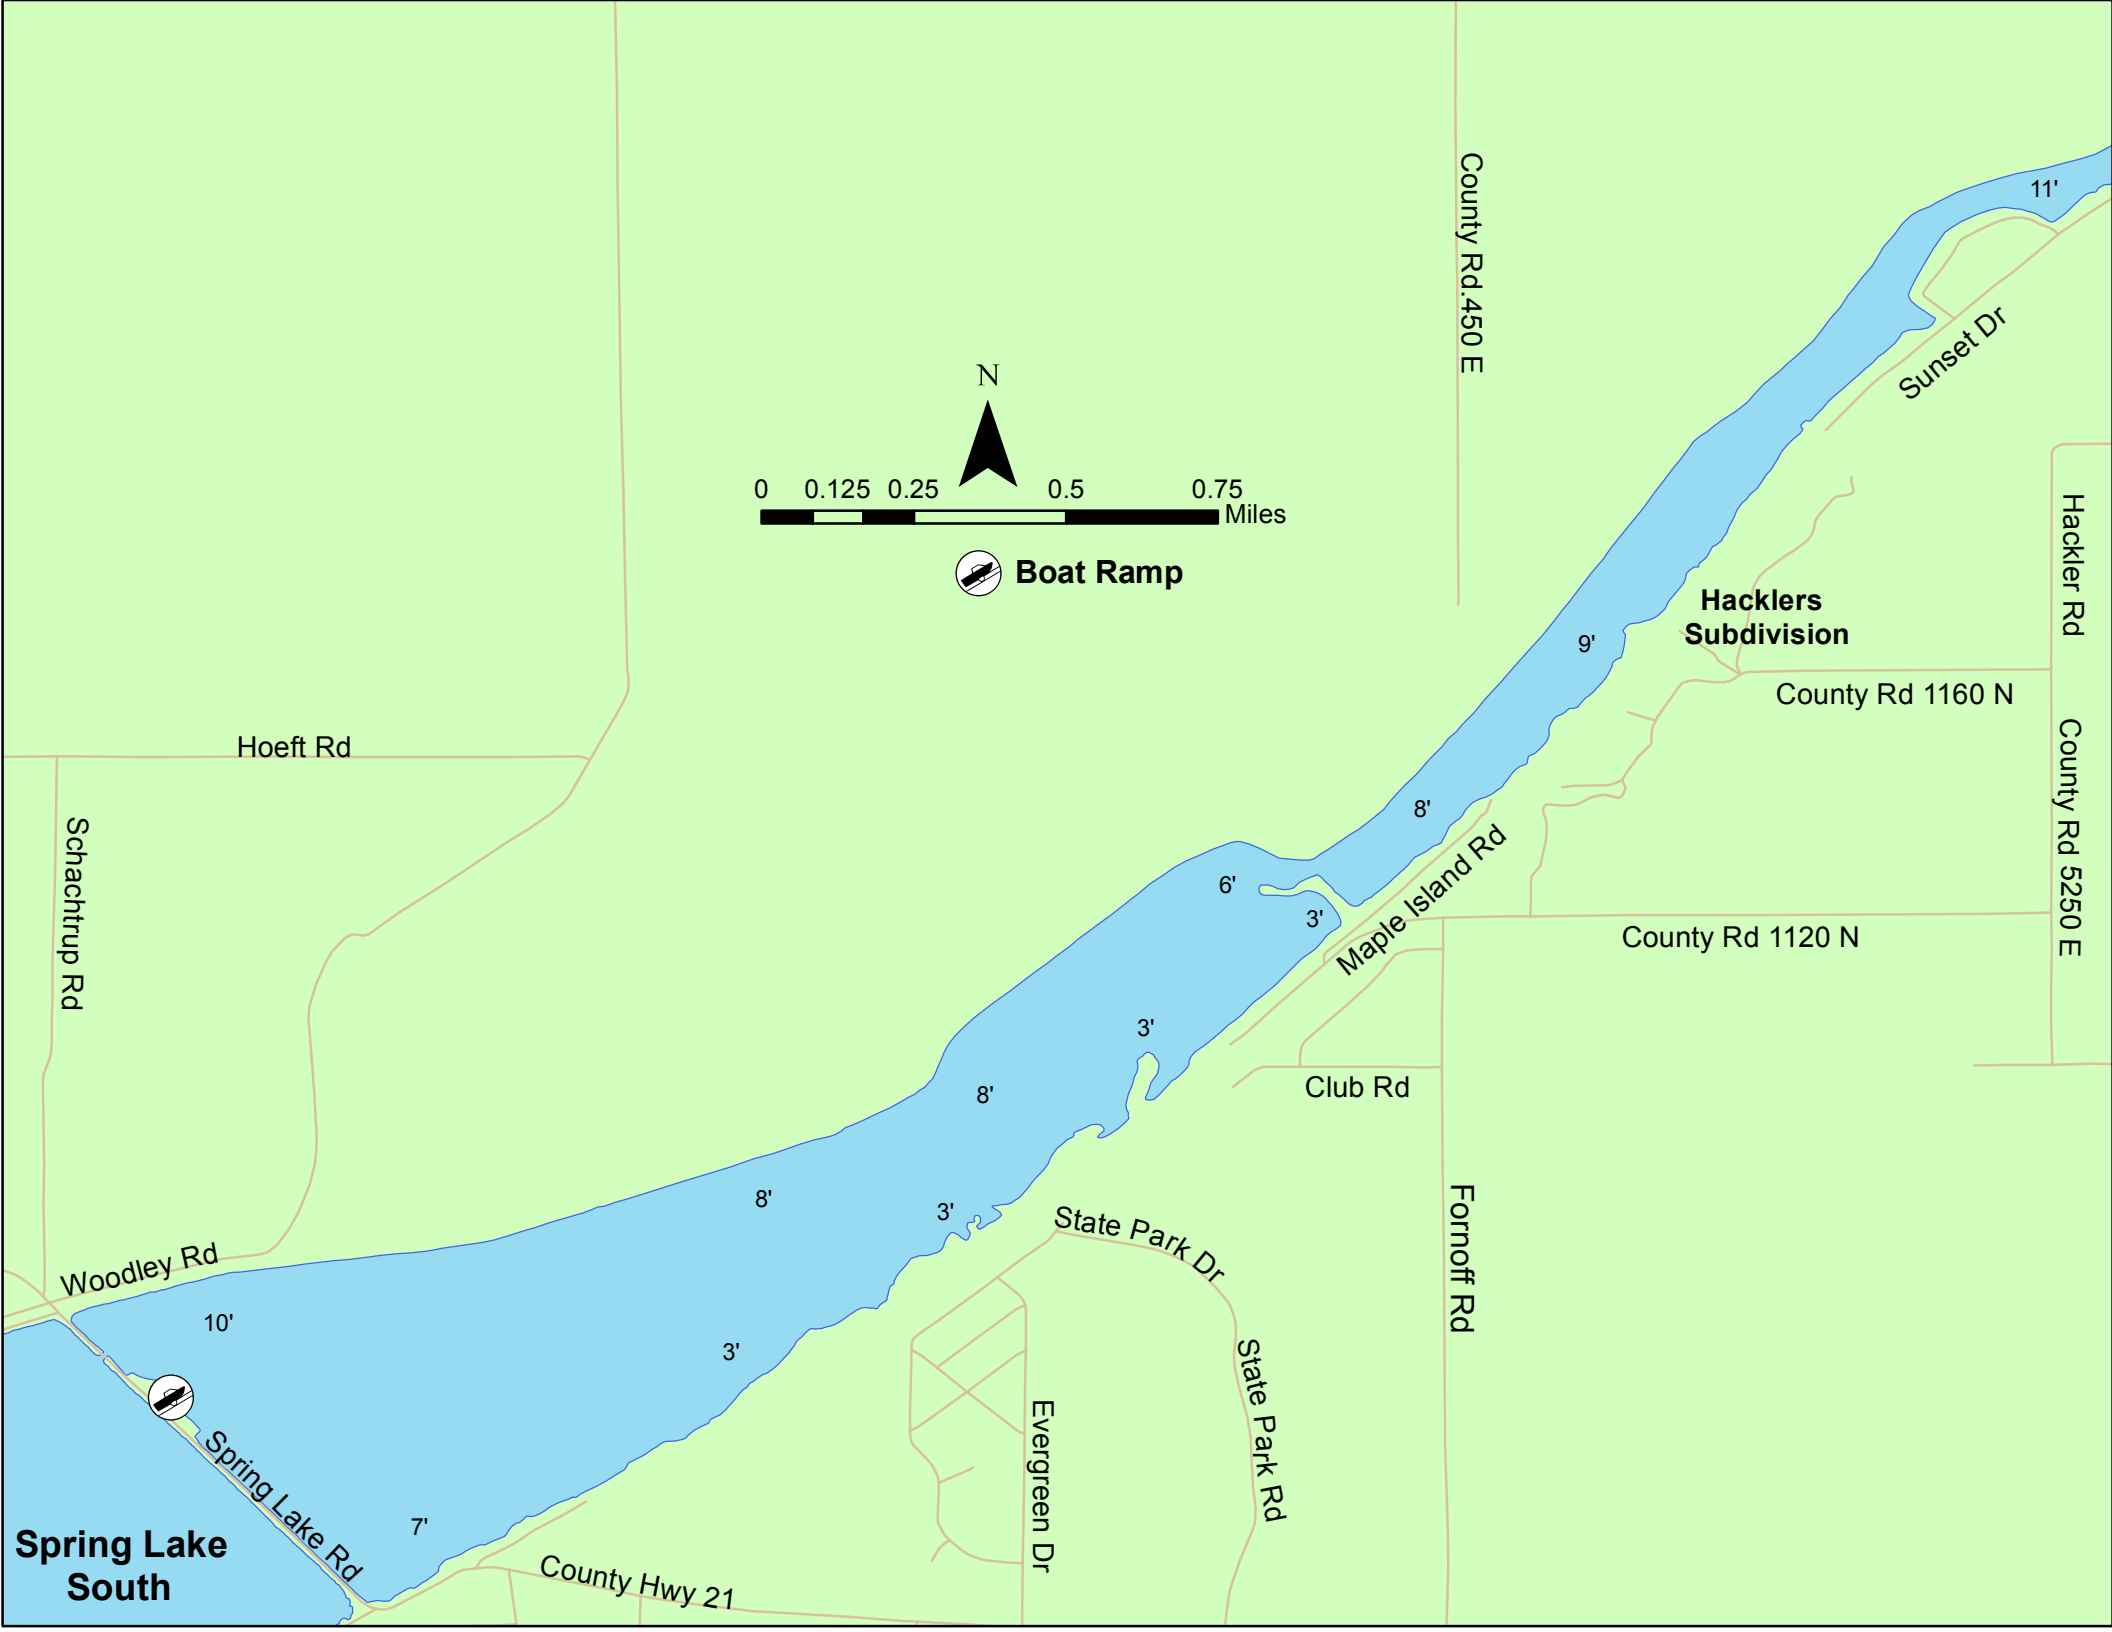 11'
County Rd.450 E
Sunset Dr
N
0 0.125 0.25 0.5 0.75
Miles
Boat Ramp
Hackler Rd
Hacklers
Subdivision
9'
County Rd 1160 N
Hoeft Rd
County Rd 5250 E
8'
Schachtrup Rd
Maple Island Rd
6'
3'
County Rd 1120 N
3'
8'
Club Rd
8'
3'
State Park Dr
Fornoff Rd
Woodley Rd
10'
3'
State Park Rd
Evergreen Dr
Spring Lake Rd
7'
Spring Lake
South
County Hwy 21